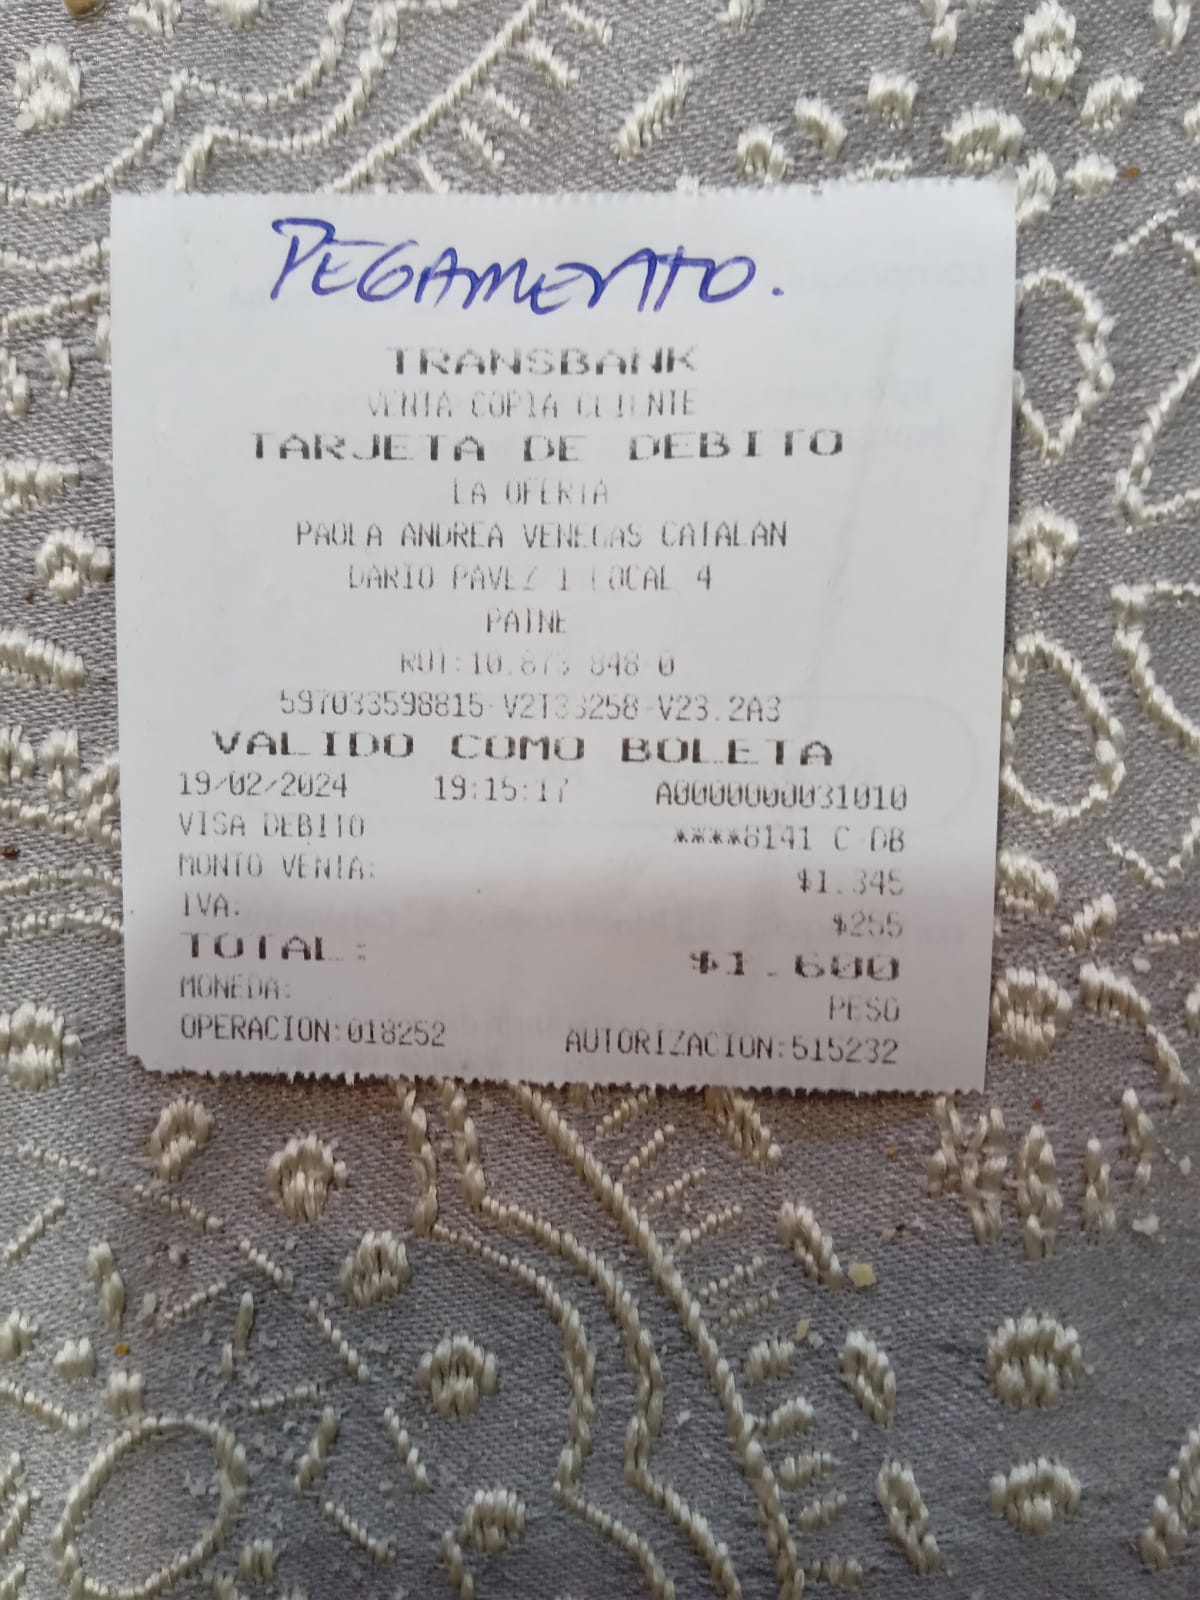 PEGAMENTO.
TRANSBANK
VENTA COPIA CLIENTE
TARJETA DE DEBITO
LA OFERTA
PAOLA ANDREA VENEGAS CATALAN
DARIO PAVEZ 1 LOCAL 4
PAINE
RUT:10.873 848-0
597033598815-V2T33258-V23.2A3
VALIDO COMO BOLETA
19/02/2024 19:15:17 A0000000031010
VISA DEBITO ****6141 C-DB
MONTO VENTA: $1.345
IVA: $255
TOTAL: $1.600
MONEDA: PESO
OPERACION:018252 AUTORIZACION:515232